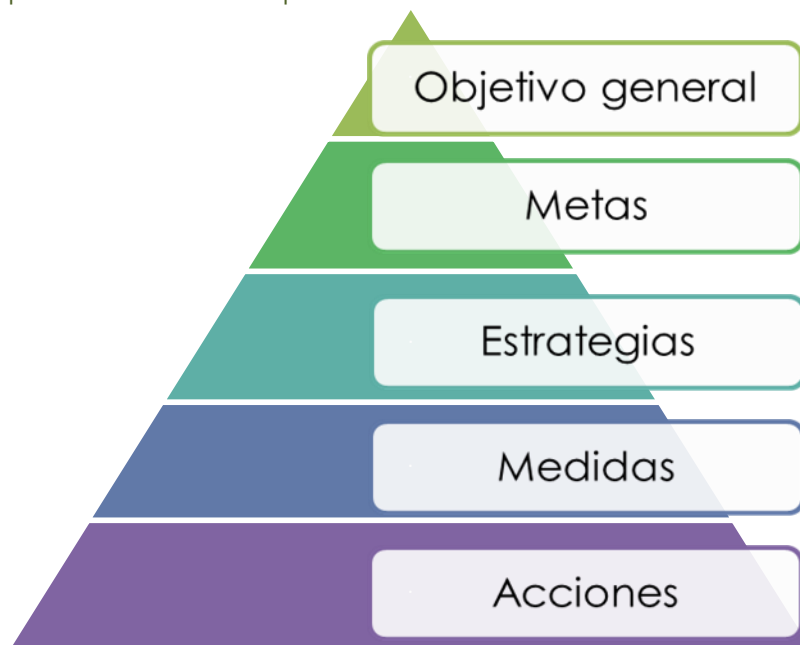 Objetivo general
Metas
Estrategias
Medidas
Acciones